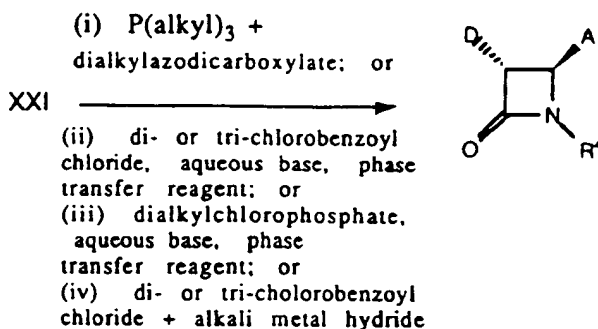 (i) P(alkyl)3 +
dialkylazodicarboxylate; or
XXI
(ii) di- or tri-chlorobenzoyl
chloride, aqueous base, phase
transfer reagent; or
(iii) dialkylchlorophosphate,
aqueous base, phase
transfer reagent; or
(iv) di- or tri-cholorobenzoyl
chloride + alkali metal hydride
D A
N
O R'